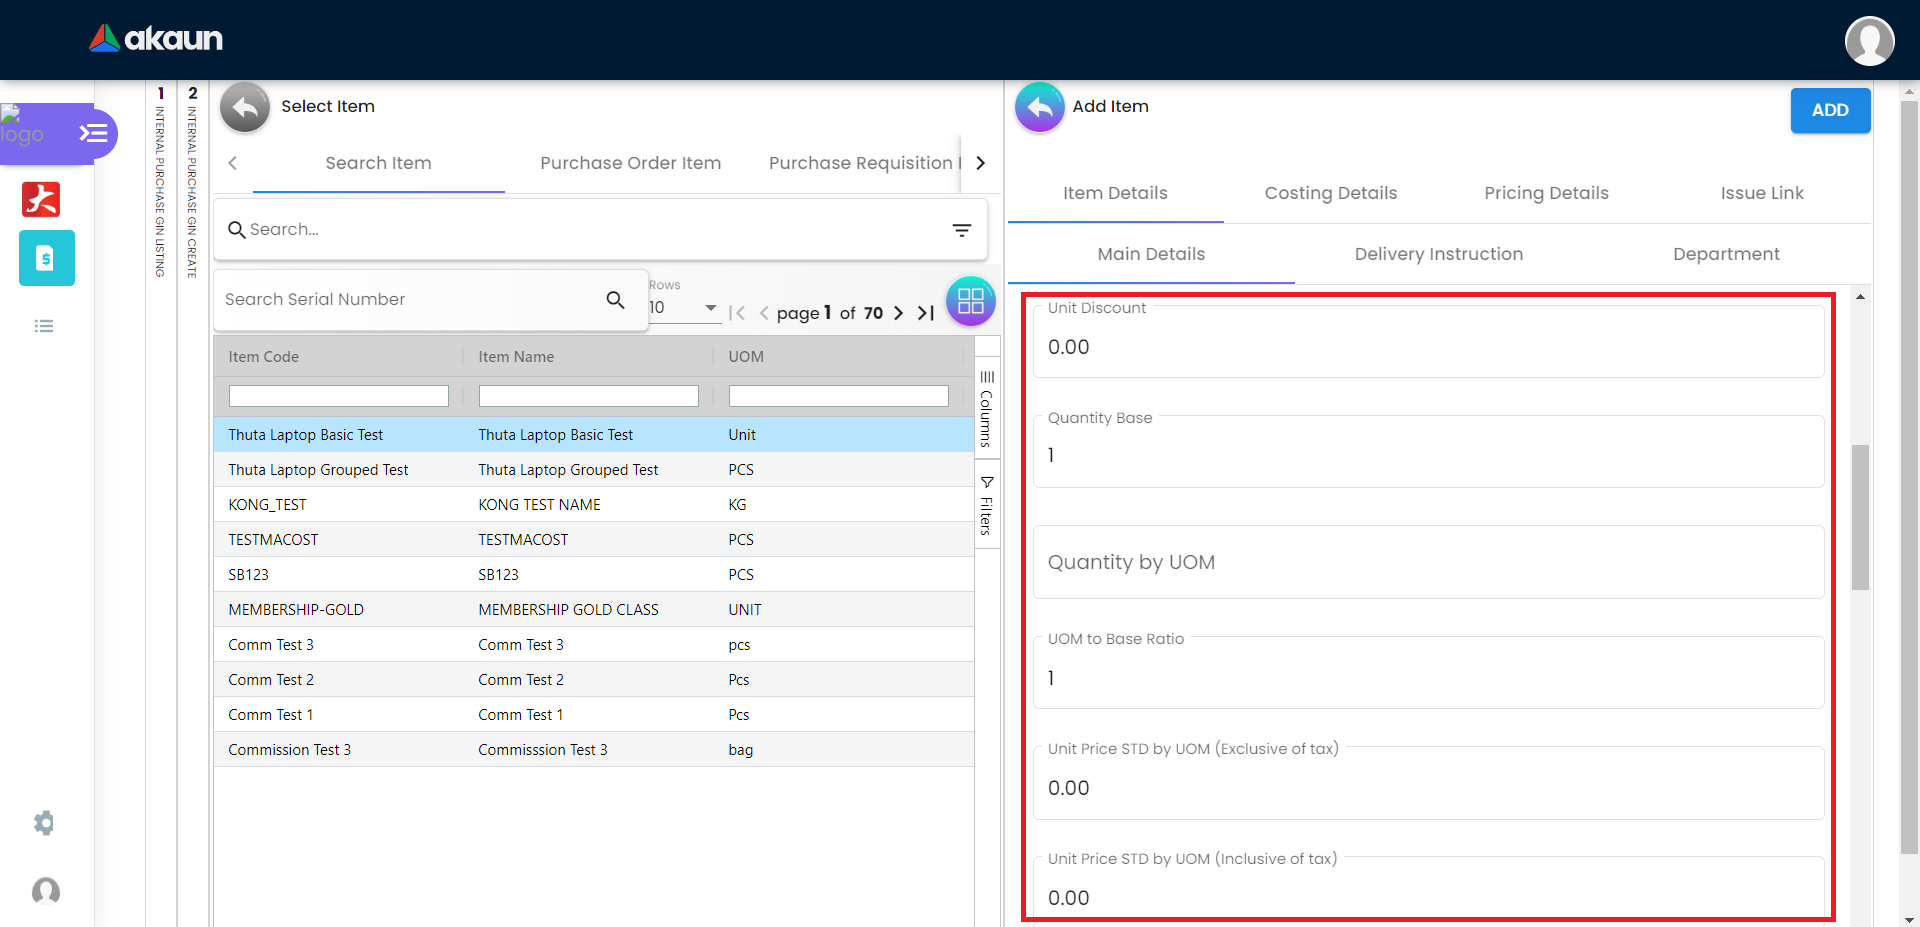 akaun
logo
1 INTERNAL PURCHASE GIN LISTING
2 INTERNAL PURCHASE GIN CREATE
Select Item
Search Item
Purchase Order Item
Purchase Requisition I
Search...
Search Serial Number
Rows
10
page 1 of 70
Item Code Item Name UOM
Thuta Laptop Basic Test Thuta Laptop Basic Test Unit
Thuta Laptop Grouped Test Thuta Laptop Grouped Test PCS
KONG_TEST KONG TEST NAME KG
TESTMACOST TESTMACOST PCS
SB123 SB123 PCS
MEMBERSHIP-GOLD MEMBERSHIP GOLD CLASS UNIT
Comm Test 3 Comm Test 3 pcs
Comm Test 2 Comm Test 2 Pcs
Comm Test 1 Comm Test 1 Pcs
Commission Test 3 Commisssion Test 3 bag
Columns
Filters
Add Item
ADD
Item Details Costing Details Pricing Details Issue Link
Main Details Delivery Instruction Department
Unit Discount
0.00
Quantity Base
1
Quantity by UOM
UOM to Base Ratio
1
Unit Price STD by UOM (Exclusive of tax)
0.00
Unit Price STD by UOM (Inclusive of tax)
0.00